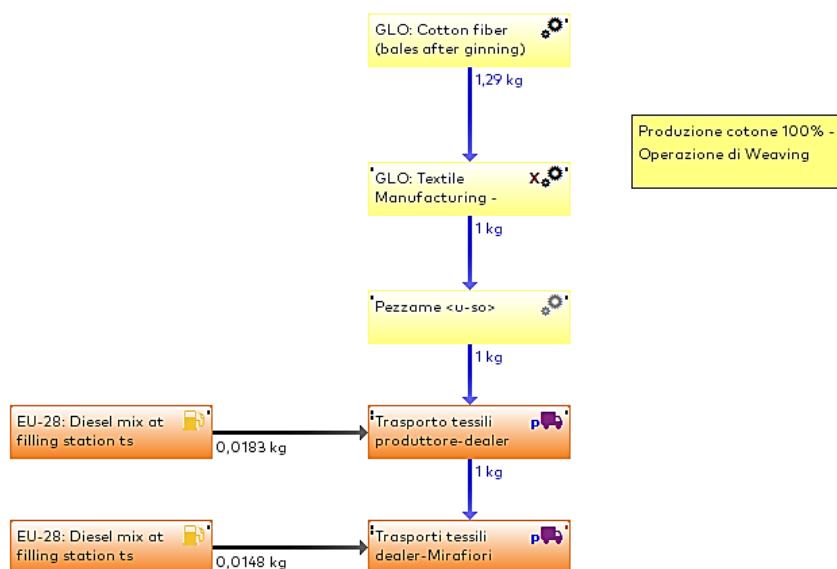 GLO: Cotton fiber
(bales after ginning)
1,29 kg
Produzione cotone 100% -
Operazione di Weaving
GLO: Textile
Manufacturing -
X
1 kg
Pezzame <u-so>
1 kg
EU-28: Diesel mix at
filling station ts
0,0183 kg
Trasporto tessili
produttore-dealer
p
1 kg
EU-28: Diesel mix at
filling station ts
0,0148 kg
Trasporti tessili
dealer-Mirafiori
p